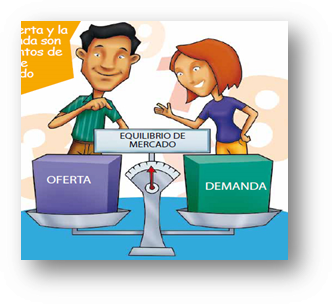 erta y la
da son
ntos de
e
do
EQUILIBRIO DE
MERCADO
OFERTA
DEMANDA